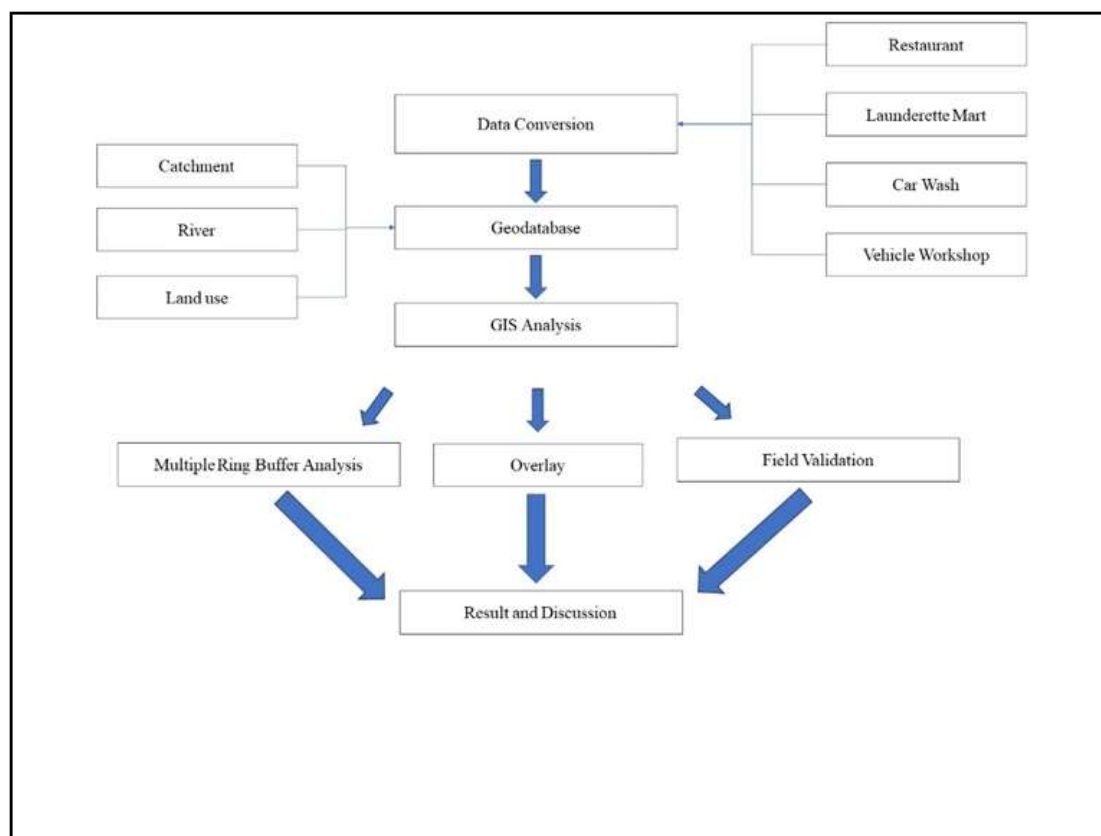 Restaurant
Data Conversion
Launderette Mart
Catchment
Car Wash
River
Geodatabase
Vehicle Workshop
Land use
GIS Analysis
Multiple Ring Buffer Analysis
Overlay
Field Validation
Result and Discussion